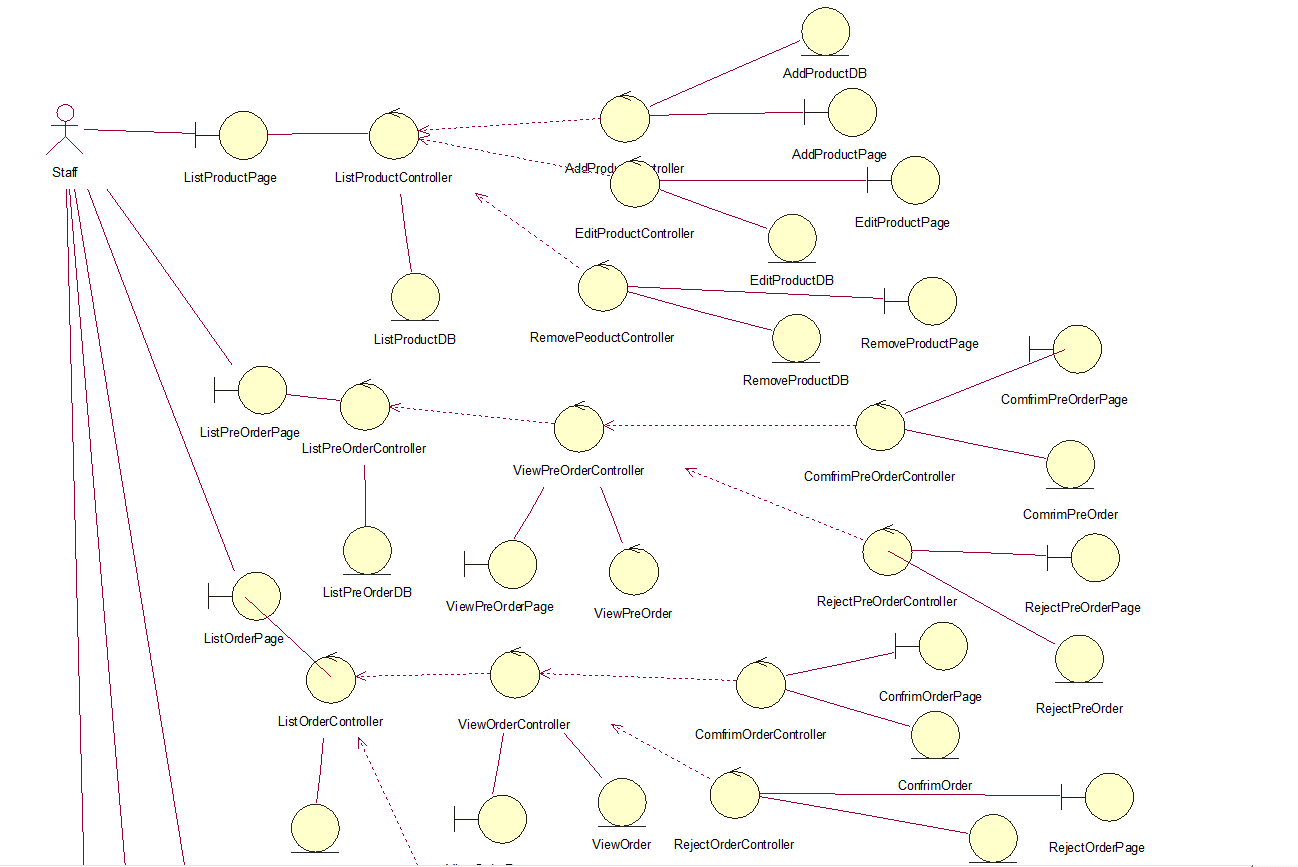 AddProductDB
AddProductPage
Staff
ListProductPage
ListProductController
EditProductPage
EditProductController
EditProductDB
ListProductDB
RemovePeoductController
RemoveProductPage
RemoveProductDB
ComfrimPreOrderPage
ListPreOrderPage
ListPreOrderController
ViewPreOrderController
ComfrimPreOrderController
ComrimPreOrder
ListPreOrderDB
ViewPreOrderPage
ViewPreOrder
RejectPreOrderController
RejectPreOrderPage
ListOrderPage
ConfrimOrderPage
RejectPreOrder
ListOrderController
ViewOrderController
ComfrimOrderController
ConfrimOrder
ViewOrder
RejectOrderController
RejectOrderPage